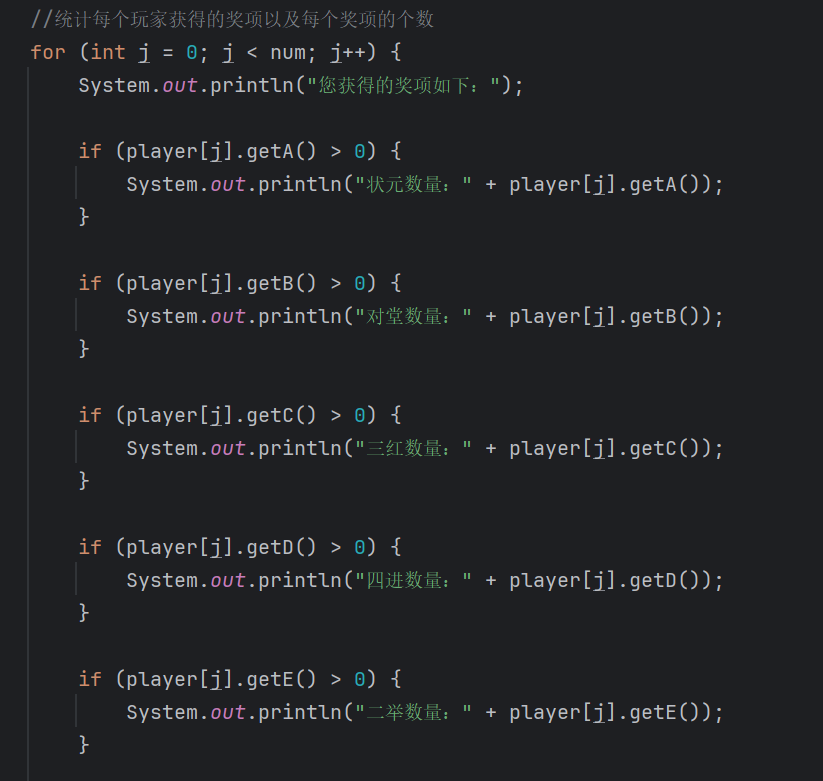 //统计每个玩家获得的奖项以及每个奖项的个数
for (int j = 0; j < num; j++) {
System.out.println("您获得的奖项如下：");
if (player[j].getA() > 0) {
System.out.println("状元数量：" + player[j].getA());
}
if (player[j].getB() > 0) {
System.out.println("对堂数量：" + player[j].getB());
}
if (player[j].getC() > 0) {
System.out.println("三红数量：" + player[j].getC());
}
if (player[j].getD() > 0) {
System.out.println("四进数量：" + player[j].getD());
}
if (player[j].getE() > 0) {
System.out.println("二举数量：" + player[j].getE());
}